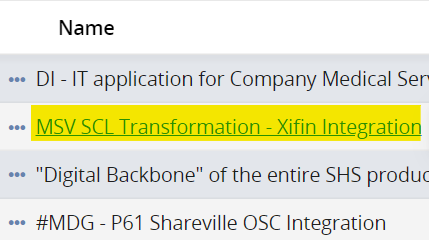 Name
DI - IT application for Company Medical Serv
MSV SCL Transformation - Xifin Integration
"Digital Backbone" of the entire SHS produc
#MDG - P61 Shareville OSC Integration